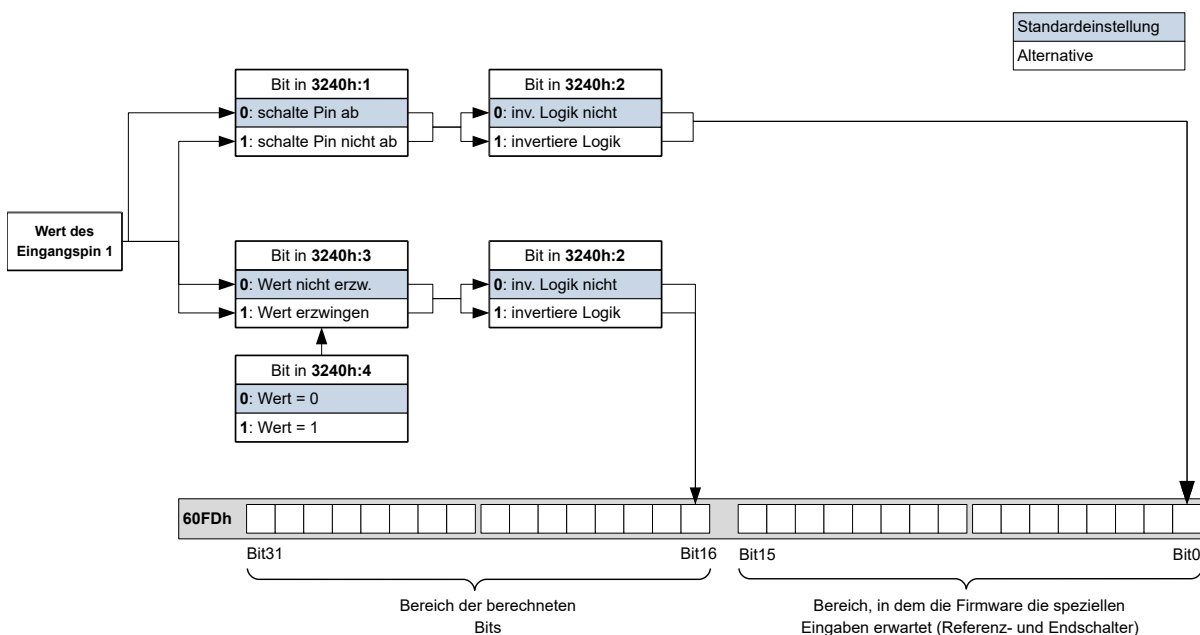 Standardeinstellung
Alternative
Bit in 3240h:1
0: schalte Pin ab
1: schalte Pin nicht ab
Bit in 3240h:2
0: inv. Logik nicht
1: invertiere Logik
Wert des
Eingangspin 1
Bit in 3240h:3
0: Wert nicht erzw.
1: Wert erzwingen
Bit in 3240h:2
0: inv. Logik nicht
1: invertiere Logik
Bit in 3240h:4
0: Wert = 0
1: Wert = 1
60FDh
Bit31
Bit16
Bit15
Bit0
Bereich der berechneten
Bits
Bereich, in dem die Firmware die speziellen
Eingaben erwartet (Referenz- und Endschalter)